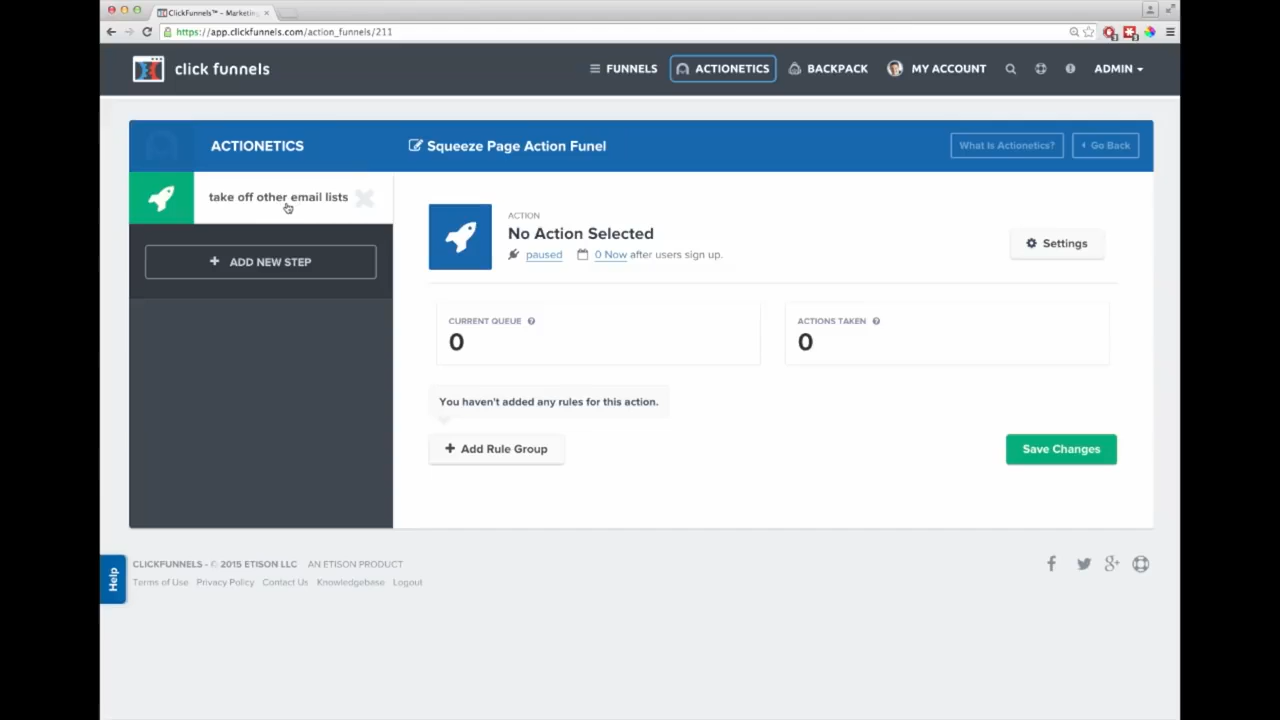 ClickFunnels™ - Marketing
https://app.clickfunnels.com/action_funnels/211
click funnels
FUNNELS
ACTIONETICS
BACKPACK
MY ACCOUNT
ADMIN
ACTIONETICS
Squeeze Page Action Funel
What Is Actionetics?
Go Back
take off other email lists
ADD NEW STEP
ACTION
No Action Selected
paused 0 Now after users sign up.
Settings
CURRENT QUEUE
0
ACTIONS TAKEN
0
You haven't added any rules for this action.
Add Rule Group
Save Changes
CLICKFUNNELS - © 2015 ETISON LLC AN ETISON PRODUCT
Terms of Use Privacy Policy Contact Us Knowledgebase Logout
Help